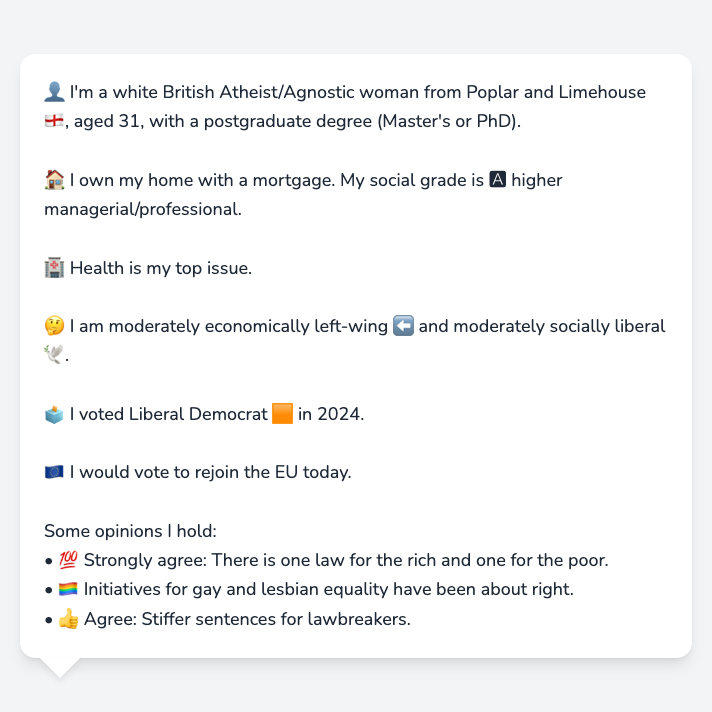 👤 I'm a white British Atheist/Agnostic woman from Poplar and Limehouse
🏴󠁧󠁢󠁥󠁮󠁧󠁿, aged 31, with a postgraduate degree (Master's or PhD).
🏠 I own my home with a mortgage. My social grade is 🅰 higher
managerial/professional.
🏥 Health is my top issue.
🤔 I am moderately economically left-wing ⬅️ and moderately socially liberal
🕊️.
🗳️ I voted Liberal Democrat 🟧 in 2024.
🇪🇺 I would vote to rejoin the EU today.
Some opinions I hold:
• 💯 Strongly agree: There is one law for the rich and one for the poor.
• 🏳️‍🌈 Initiatives for gay and lesbian equality have been about right.
• 👍 Agree: Stiffer sentences for lawbreakers.